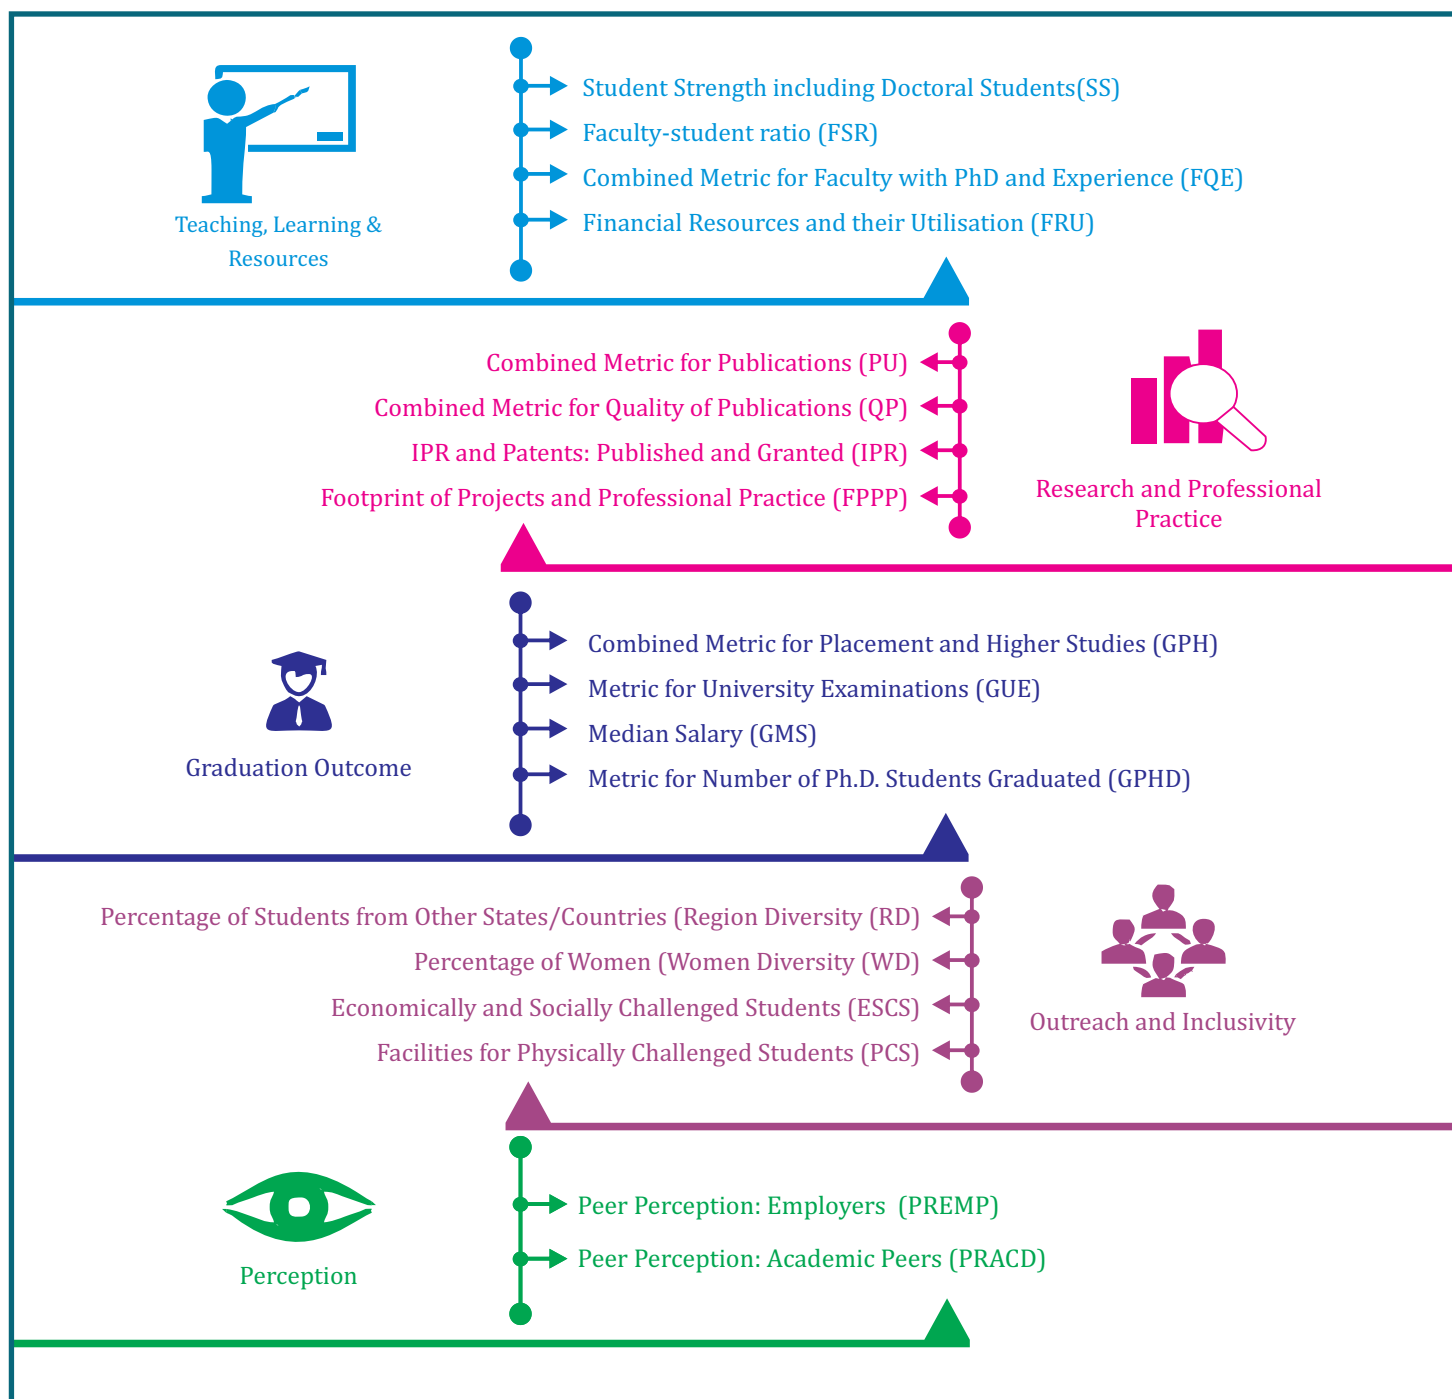 Student Strength including Doctoral Students(SS)
Faculty-student ratio (FSR)
Combined Metric for Faculty with PhD and Experience (FQE)
Financial Resources and their Utilisation (FRU)
Teaching, Learning &
Resources
Combined Metric for Publications (PU)
Combined Metric for Quality of Publications (QP)
IPR and Patents: Published and Granted (IPR)
Footprint of Projects and Professional Practice (FPPP)
Research and Professional
Practice
Combined Metric for Placement and Higher Studies (GPH)
Metric for University Examinations (GUE)
Median Salary (GMS)
Metric for Number of Ph.D. Students Graduated (GPHD)
Graduation Outcome
Percentage of Students from Other States/Countries (Region Diversity (RD)
Percentage of Women (Women Diversity (WD)
Economically and Socially Challenged Students (ESCS)
Facilities for Physically Challenged Students (PCS)
Outreach and Inclusivity
Peer Perception: Employers  (PREMP)
Peer Perception: Academic Peers (PRACD)
Perception